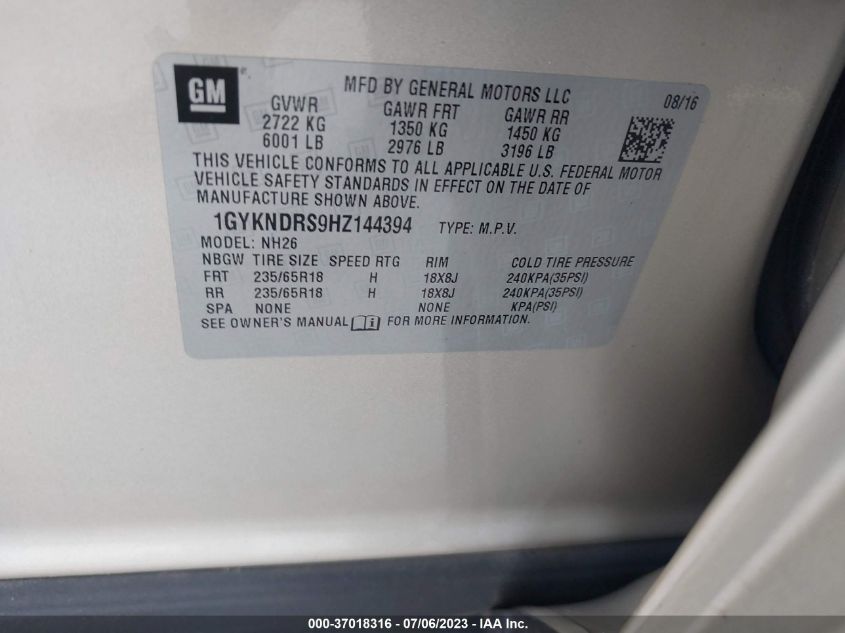 GM
MFD BY GENERAL MOTORS LLC 08/16
GVWR GAWR FRT GAWR RR
2722 KG 1350 KG 1450 KG
6001 LB 2976 LB 3196 LB
THIS VEHICLE CONFORMS TO ALL APPLICABLE U.S. FEDERAL MOTOR
VEHICLE SAFETY STANDARDS IN EFFECT ON THE DATE OF
MANUFACTURE SHOWN ABOVE.
1GYKNDRS9HZ144394 TYPE: M.P.V.
MODEL: NH26
NBGW TIRE SIZE SPEED RTG RIM COLD TIRE PRESSURE
FRT 235/65R18 H 18X8J 240KPA(35PSI)
RR 235/65R18 H 18X8J 240KPA(35PSI)
SPA NONE NONE KPA(PSI)
SEE OWNER'S MANUAL FOR MORE INFORMATION.
000-37018316 - 07/06/2023 - IAA Inc.